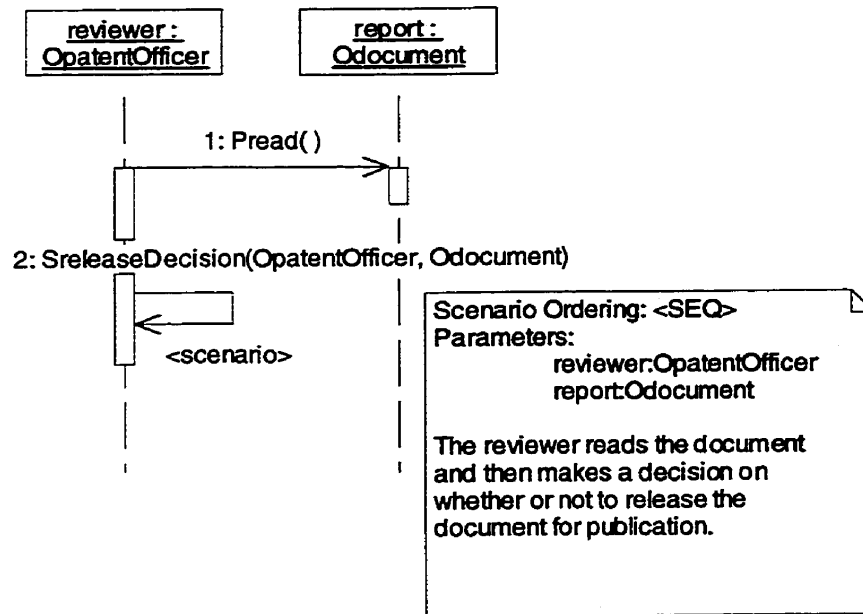 reviewer :
OpatentOfficer
report :
Odocument
1: Pread( )
2: SreleaseDecision(OpatentOfficer, Odocument)
<scenario>
Scenario Ordering: <SEQ>
Parameters:
reviewer:OpatentOfficer
report:Odocument
The reviewer reads the document
and then makes a decision on
whether or not to release the
document for publication.